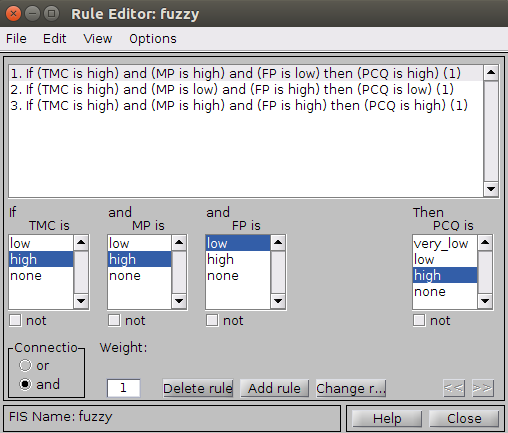 Rule Editor: fuzzy
File Edit View Options
1. If (TMC is high) and (MP is high) and (FP is low) then (PCQ is high) (1)
2. If (TMC is high) and (MP is low) and (FP is high) then (PCQ is low) (1)
3. If (TMC is high) and (MP is high) and (FP is high) then (PCQ is high) (1)
If and and Then
TMC is MP is FP is PCQ is
low low low very_low
high high high low
none none none high
none
not not not not
Connectio Weight:
or
and 1 Delete rule Add rule Change r... << >>
FIS Name: fuzzy Help Close